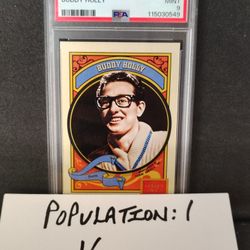 BUDDY HOLLY
MINT
PSA
9
115030549
BUDDY HOLLY
POPULATION: 1